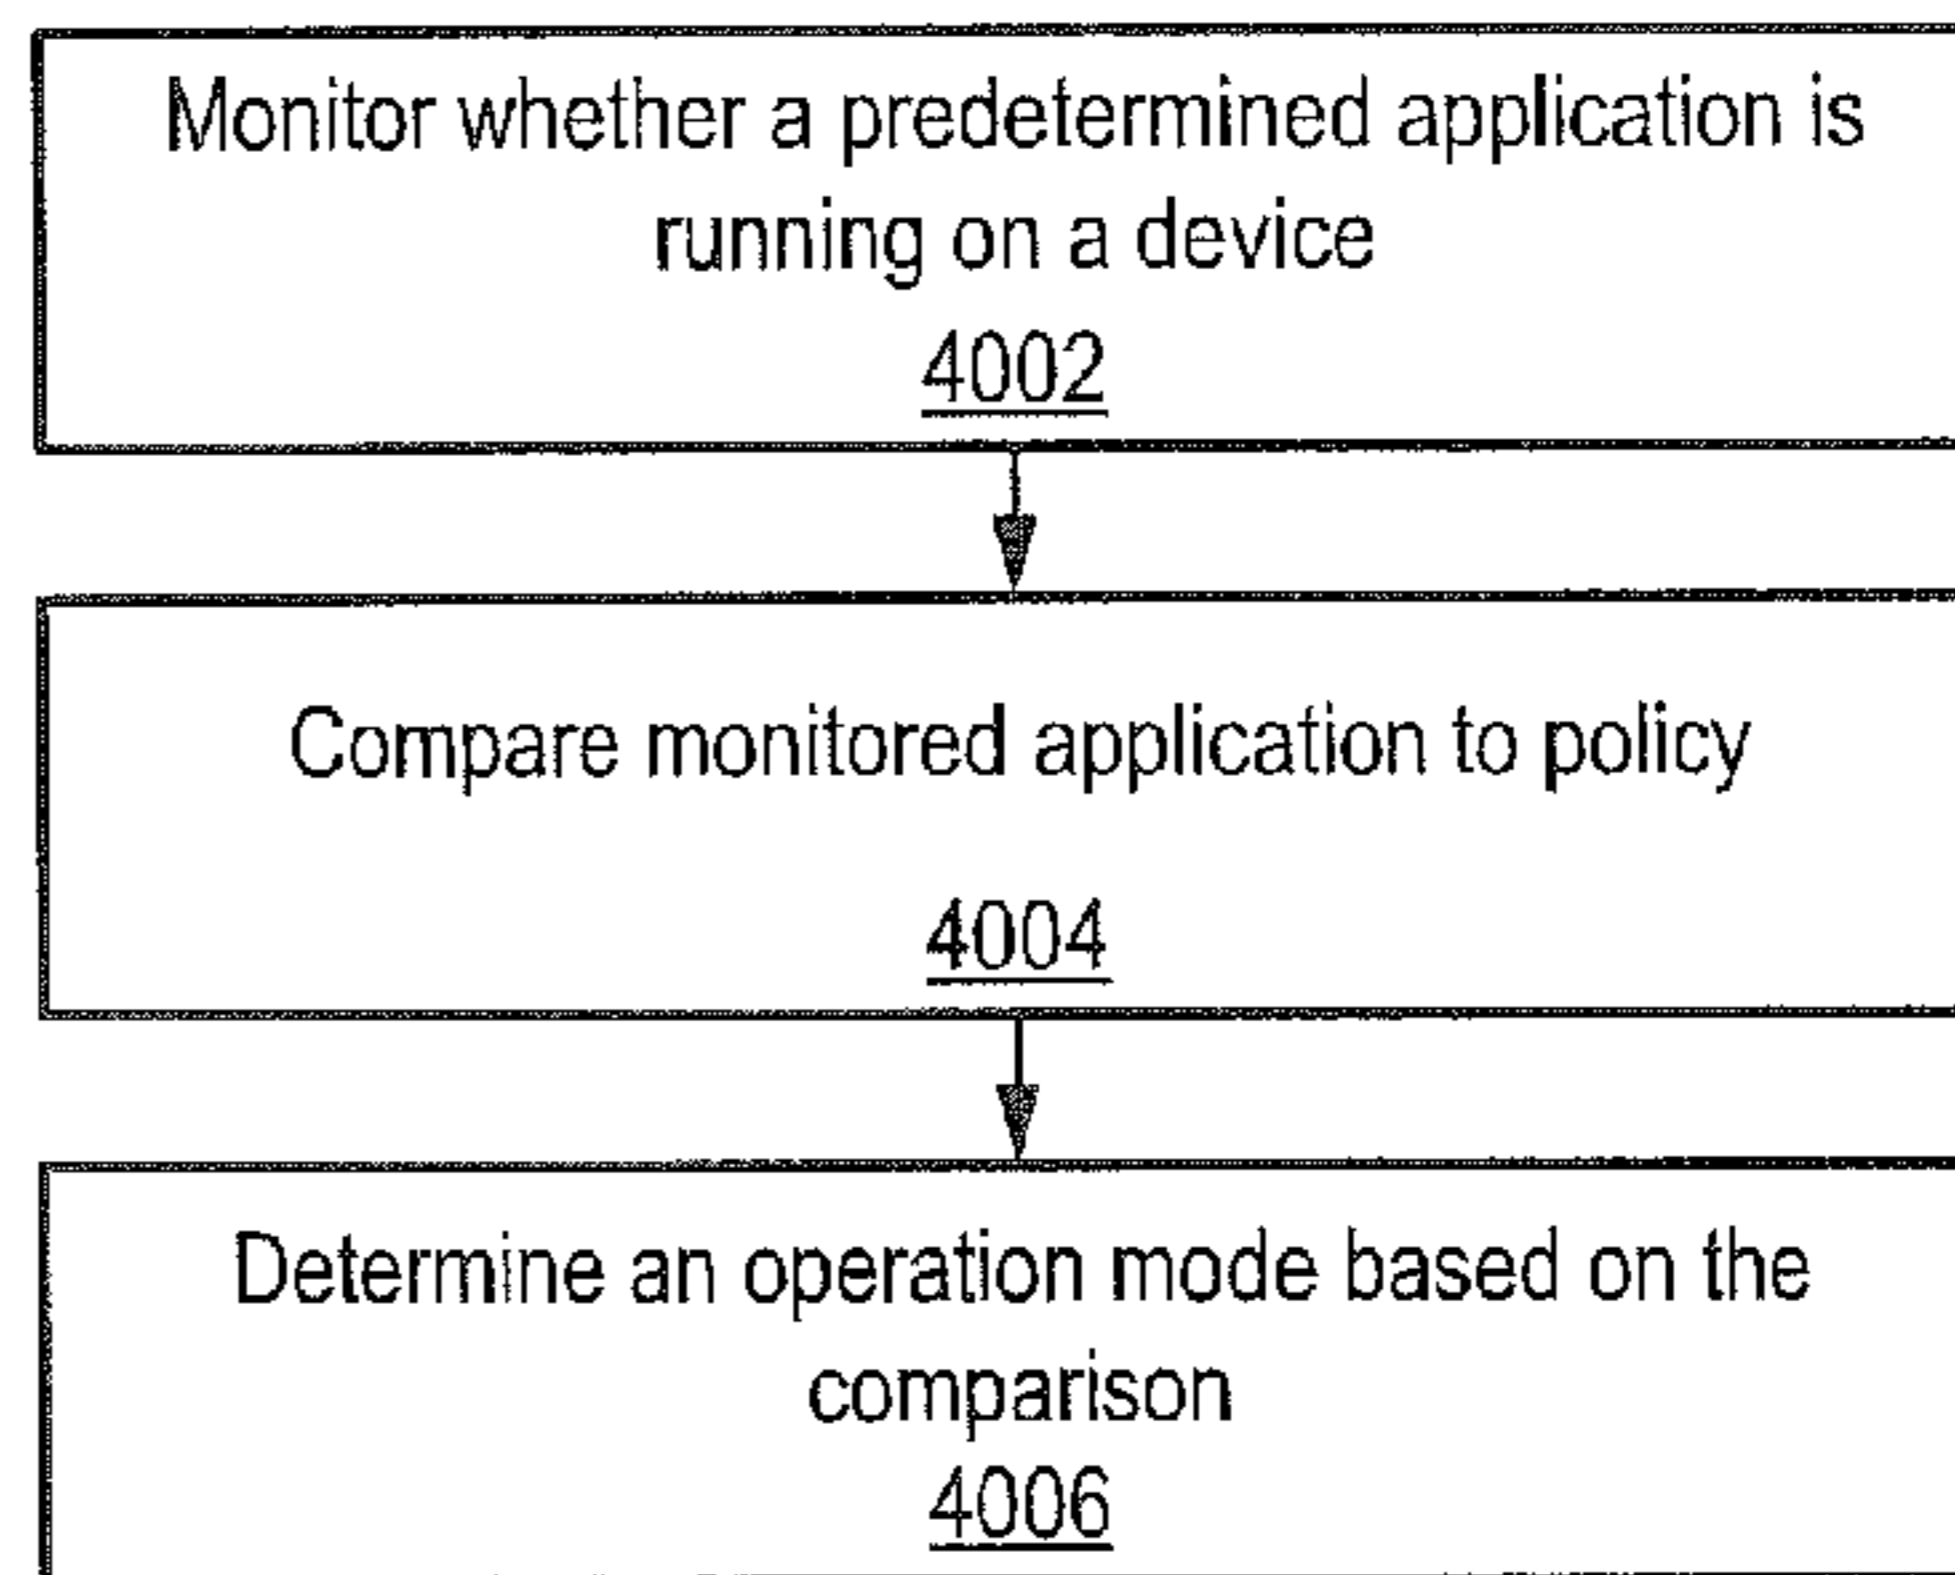 Monitor whether a predetermined application is
running on a device
4002
Compare monitored application to policy
4004
Determine an operation mode based on the
comparison
4006